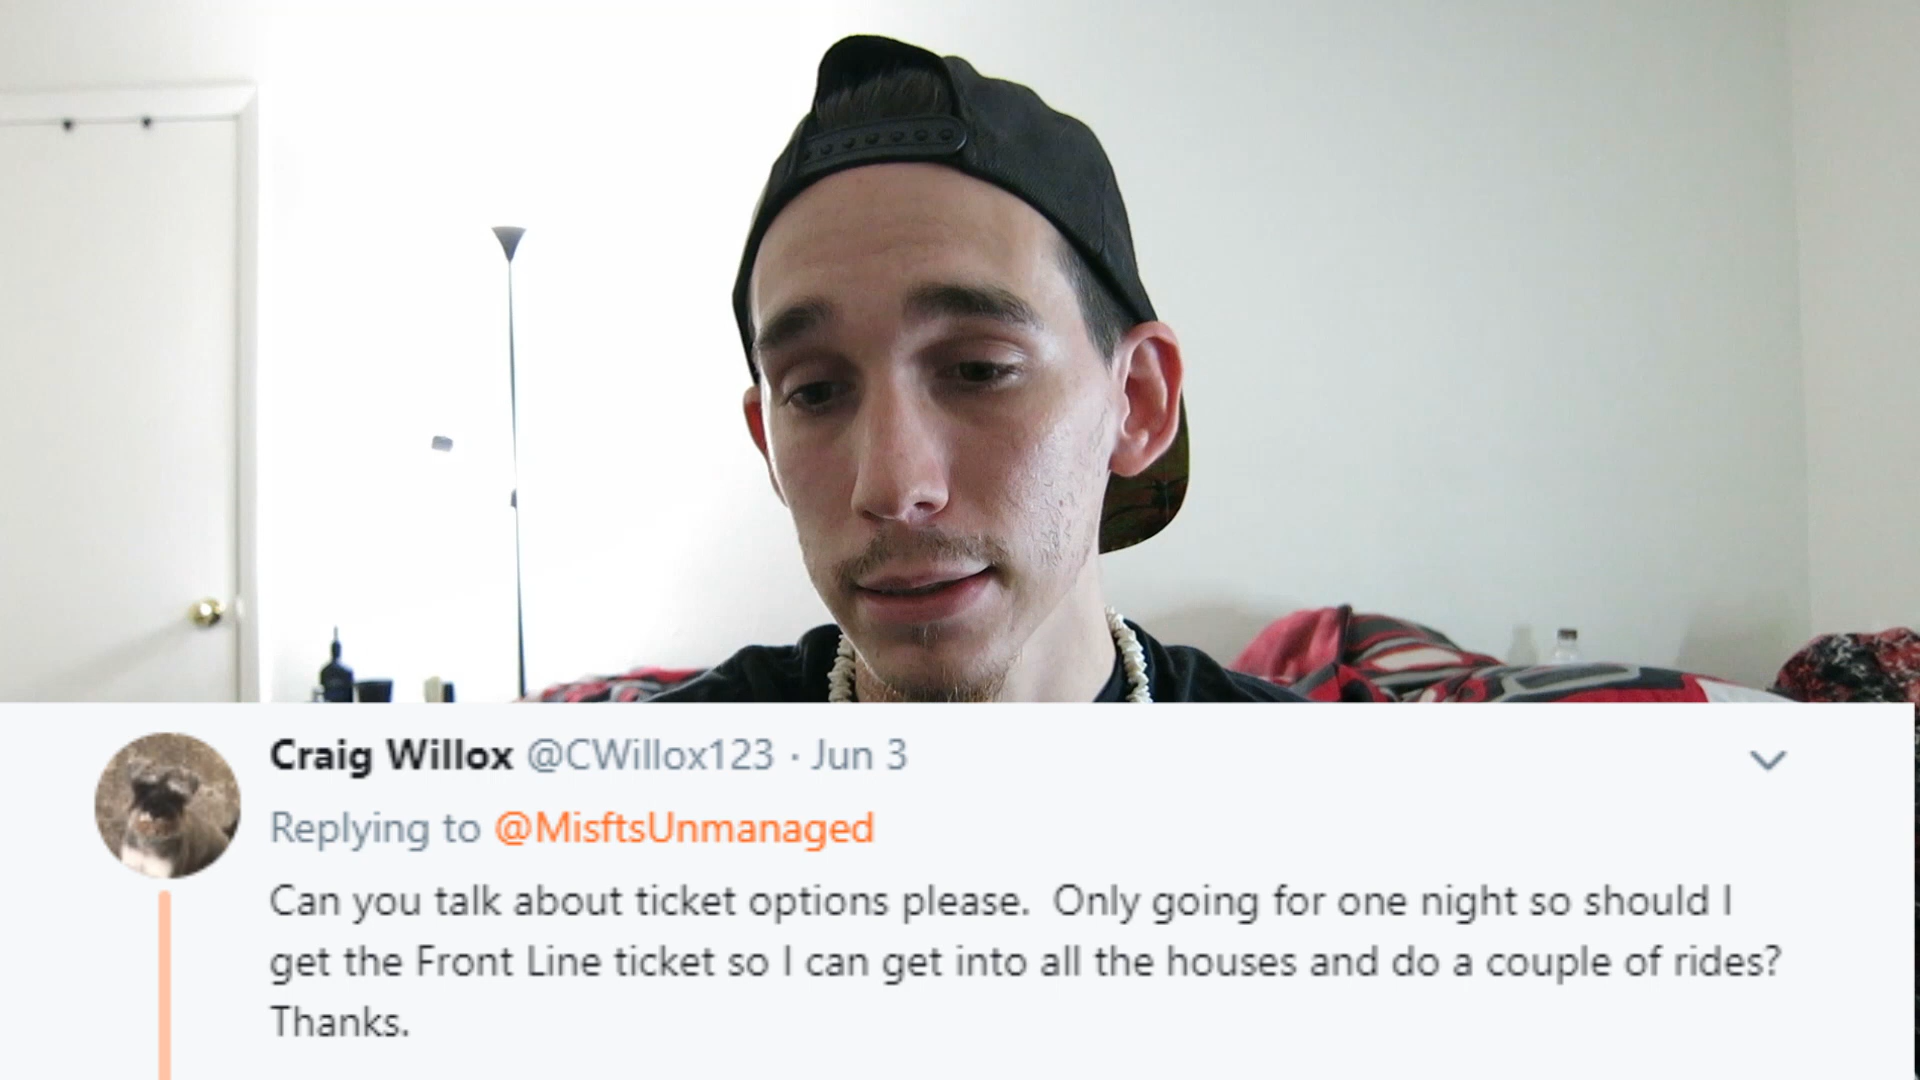 Craig Willox @CWillox123 · Jun 3
Replying to @MisftsUnmanaged
Can you talk about ticket options please.  Only going for one night so should I
get the Front Line ticket so I can get into all the houses and do a couple of rides?
Thanks.